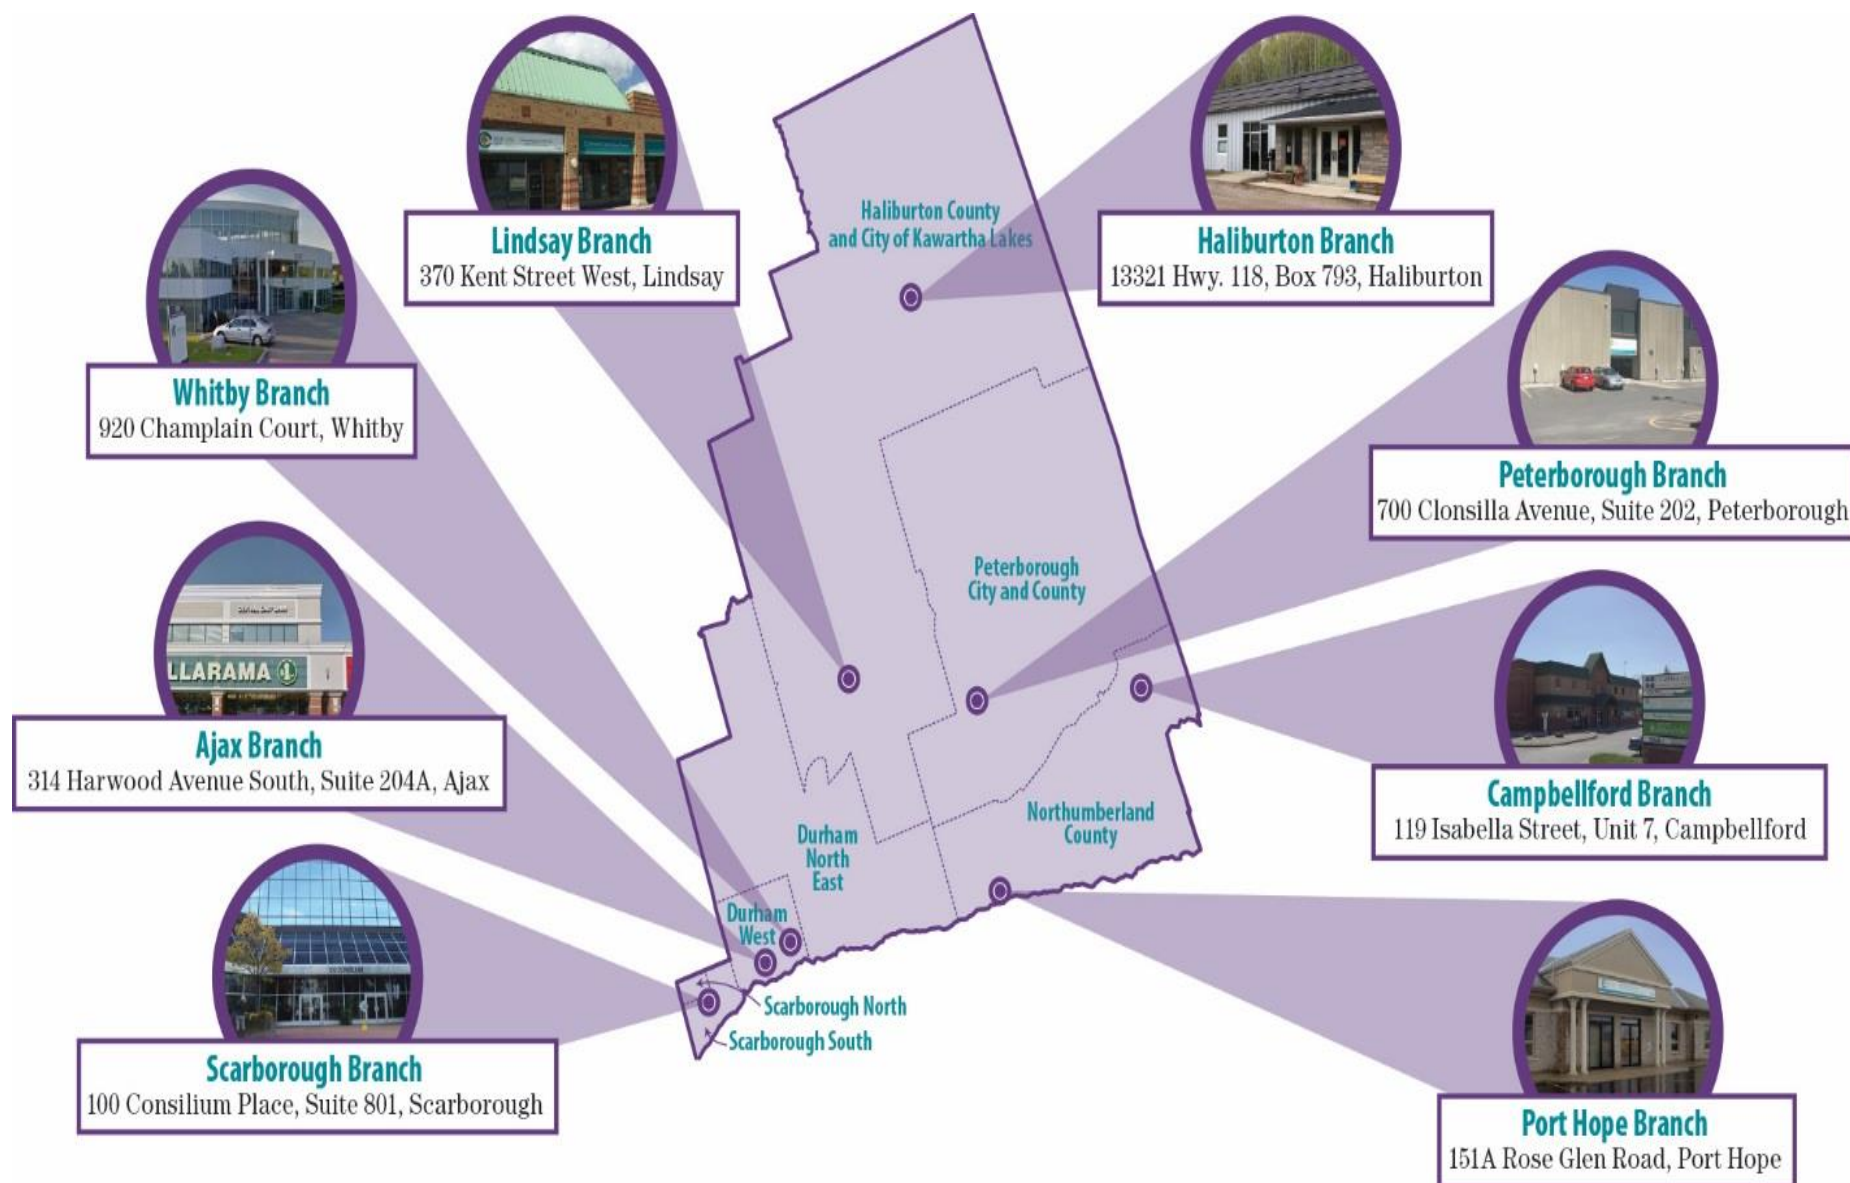 Lindsay Branch
370 Kent Street West, Lindsay
Haliburton Branch
13321 Hwy. 118, Box 793, Haliburton
Whitby Branch
920 Champlain Court, Whitby
Peterborough Branch
700 Clonsilla Avenue, Suite 202, Peterborough
LLARAMA
Ajax Branch
314 Harwood Avenue South, Suite 204A, Ajax
Campbellford Branch
119 Isabella Street, Unit 7, Campbellford
Scarborough Branch
100 Consilium Place, Suite 801, Scarborough
Port Hope Branch
151A Rose Glen Road, Port Hope
Haliburton County
and City of Kawartha Lakes
Peterborough
City and County
Northumberland
County
Durham
North
East
Durham
West
Scarborough North
Scarborough South